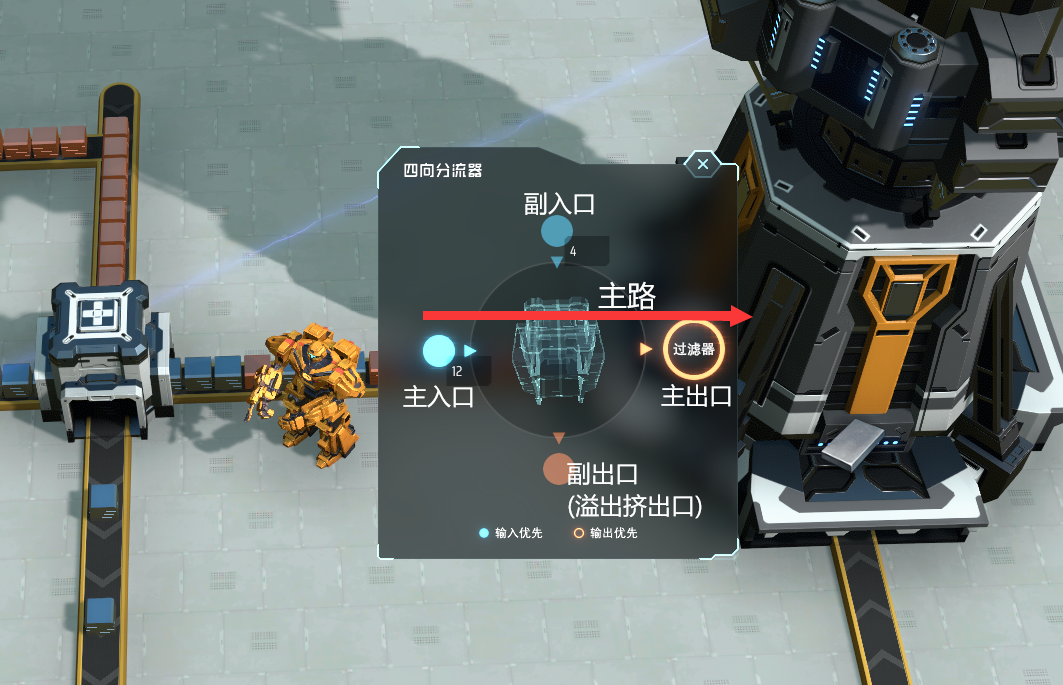 四向分流器
副入口
4
主路
过滤器
12
主入口
主出口
副出口
(溢出挤出口)
输入优先
输出优先